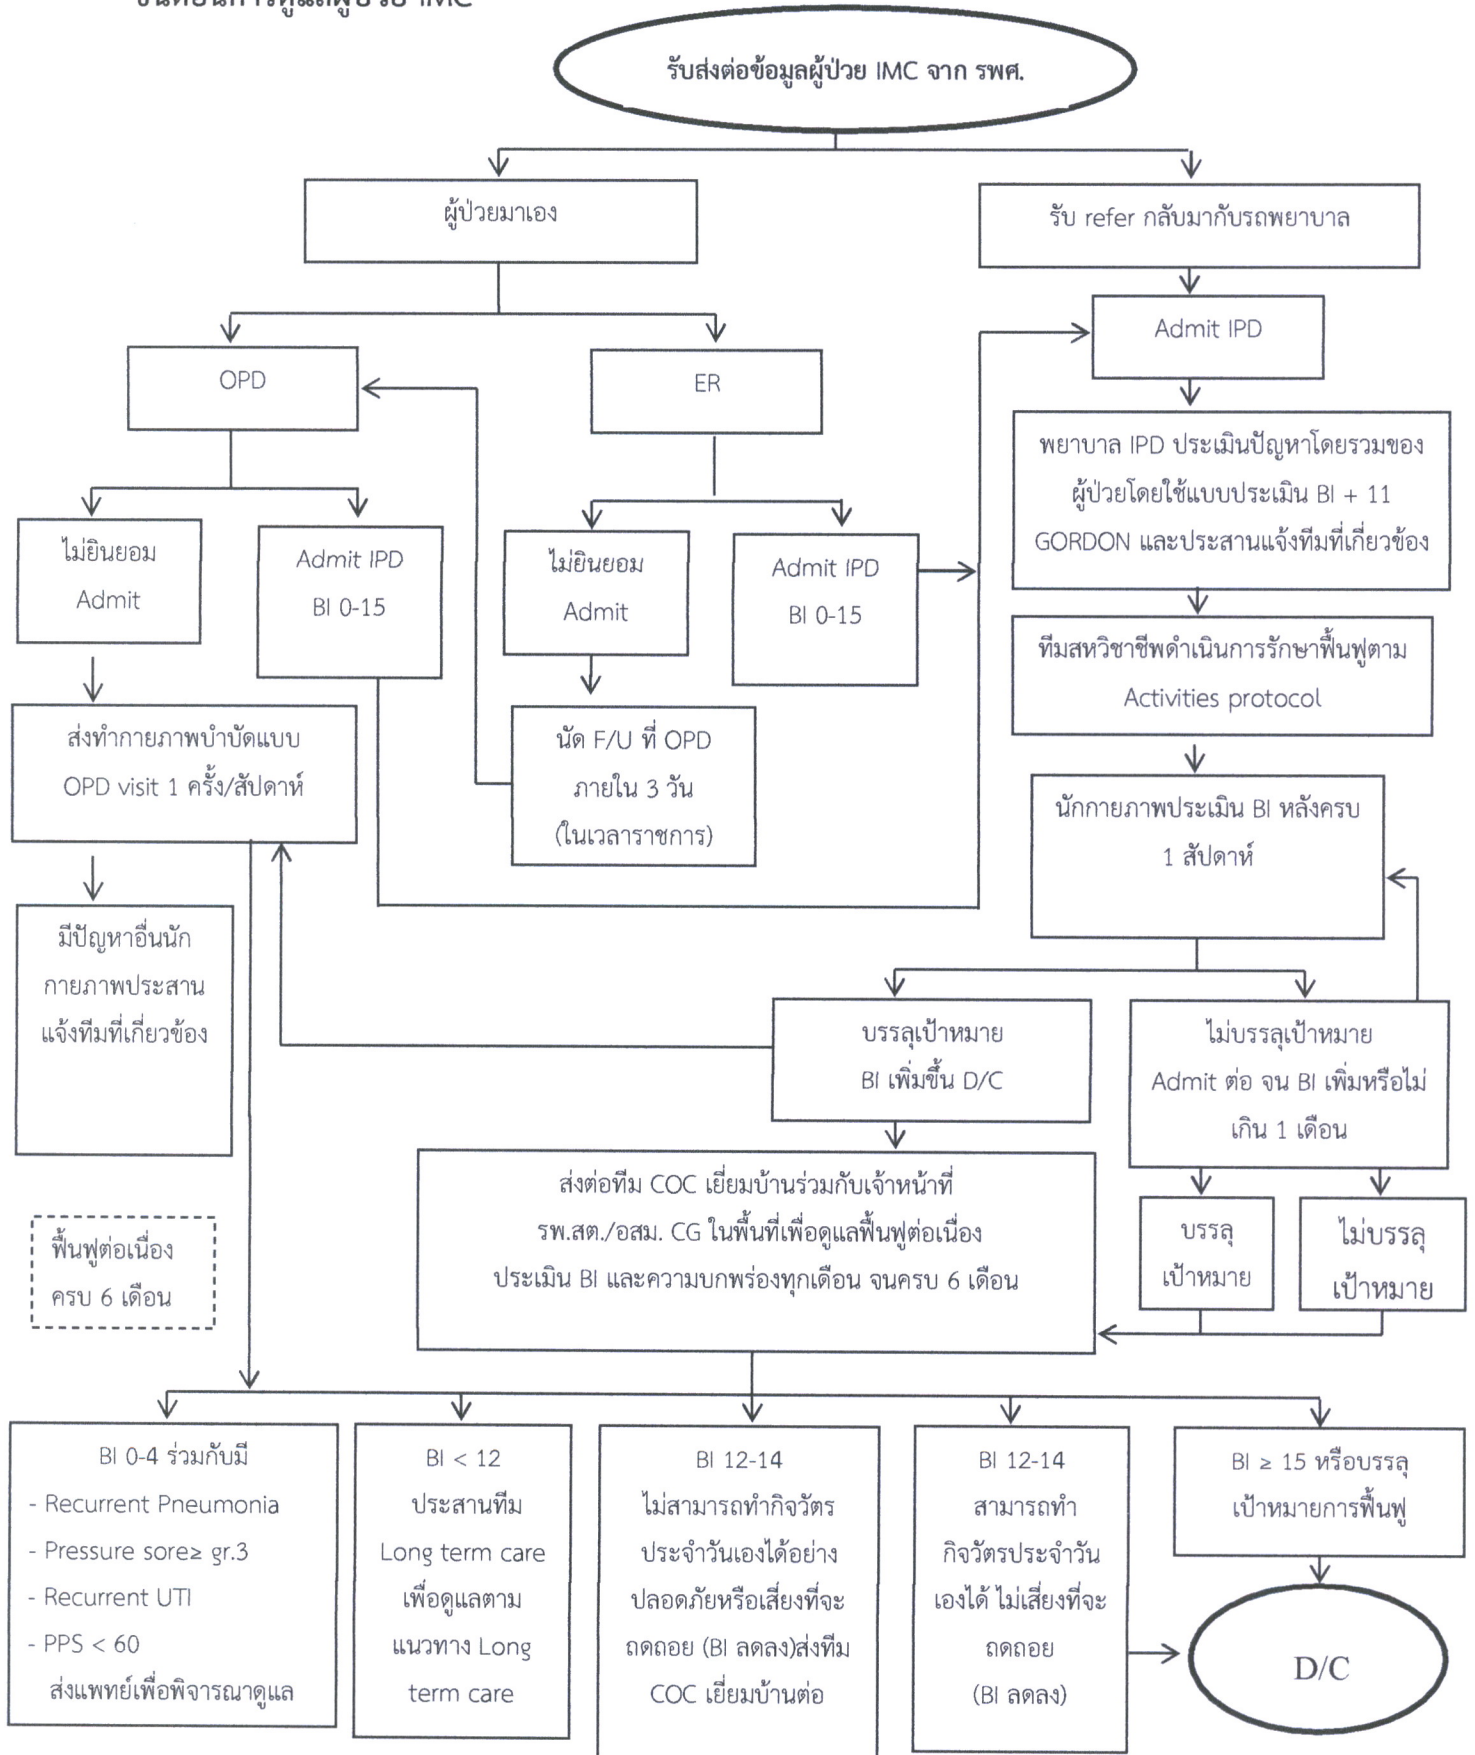 ขั้นตอนการดูแลผู้ป่วย IMC
รับส่งต่อข้อมูลผู้ป่วย IMC จาก รพศ.
ผู้ป่วยมาเอง
รับ refer กลับมากับรถพยาบาล
OPD
ER
Admit IPD
พยาบาล IPD ประเมินปัญหาโดยรวมของ
ผู้ป่วยโดยใช้แบบประเมิน BI + 11
GORDON และประสานแจ้งทีมที่เกี่ยวข้อง
ไม่ยินยอม
Admit
Admit IPD
BI 0-15
ไม่ยินยอม
Admit
Admit IPD
BI 0-15
ทีมสหวิชาชีพดำเนินการรักษาฟื้นฟูตาม
Activities protocol
ส่งทำกายภาพบำบัดแบบ
OPD visit 1 ครั้ง/สัปดาห์
นัด F/U ที่ OPD
ภายใน 3 วัน
(ในเวลาราชการ)
นักกายภาพประเมิน BI หลังครบ
1 สัปดาห์
มีปัญหาอื่นนัก
กายภาพประสาน
แจ้งทีมที่เกี่ยวข้อง
บรรลุเป้าหมาย
BI เพิ่มขึ้น D/C
ไม่บรรลุเป้าหมาย
Admit ต่อ จน BI เพิ่มหรือไม่
เกิน 1 เดือน
ส่งต่อทีม COC เยี่ยมบ้านร่วมกับเจ้าหน้าที่
รพ.สต./อสม. CG ในพื้นที่เพื่อดูแลฟื้นฟูต่อเนื่อง
ประเมิน BI และความบกพร่องทุกเดือน จนครบ 6 เดือน
บรรลุ
เป้าหมาย
ไม่บรรลุ
เป้าหมาย
ฟื้นฟูต่อเนื่อง
ครบ 6 เดือน
BI 0-4 ร่วมกับมี
- Recurrent Pneumonia
- Pressure sore≥ gr.3
- Recurrent UTI
- PPS < 60
ส่งแพทย์เพื่อพิจารณาดูแล
BI < 12
ประสานทีม
Long term care
เพื่อดูแลตาม
แนวทาง Long
term care
BI 12-14
ไม่สามารถทำกิจวัตร
ประจำวันเองได้อย่าง
ปลอดภัยหรือเสี่ยงที่จะ
ถดถอย (BI ลดลง)ส่งทีม
COC เยี่ยมบ้านต่อ
BI 12-14
สามารถทำ
กิจวัตรประจำวัน
เองได้ ไม่เสี่ยงที่จะ
ถดถอย
(BI ลดลง)
BI ≥ 15 หรือบรรลุ
เป้าหมายการฟื้นฟู
D/C